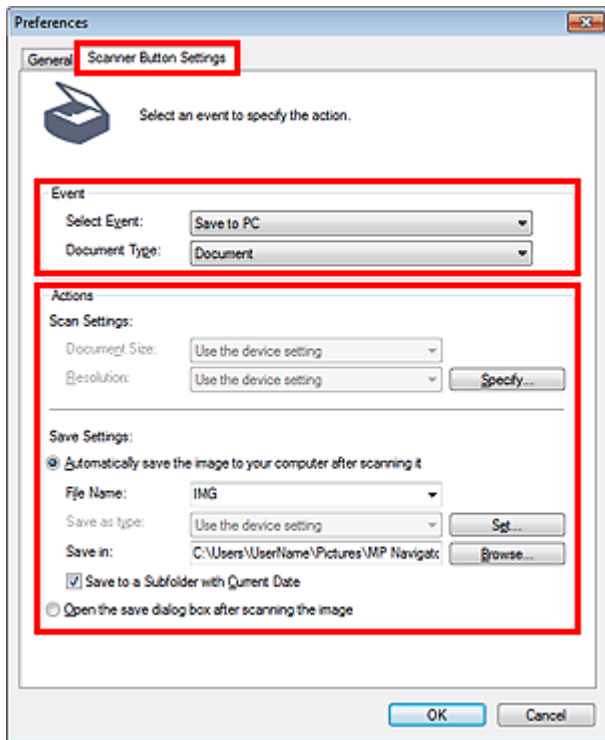 Preferences
General Scanner Button Settings
Select an event to specify the action.
Event
Select Event: Save to PC
Document Type: Document
Actions
Scan Settings:
Document Size: Use the device setting
Resolution: Use the device setting Specify...
Save Settings:
Automatically save the image to your computer after scanning it
File Name: IMG
Save as type: Use the device setting Set...
Save in: C:\Users\UserName\Pictures\MP Navigato Browse...
Save to a Subfolder with Current Date
Open the save dialog box after scanning the image
OK Cancel